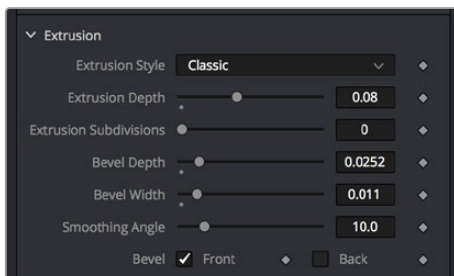 Extrusion
Extrusion Style Classic
Extrusion Depth 0.08
Extrusion Subdivisions 0
Bevel Depth 0.0252
Bevel Width 0.011
Smoothing Angle 10.0
Bevel Front Back